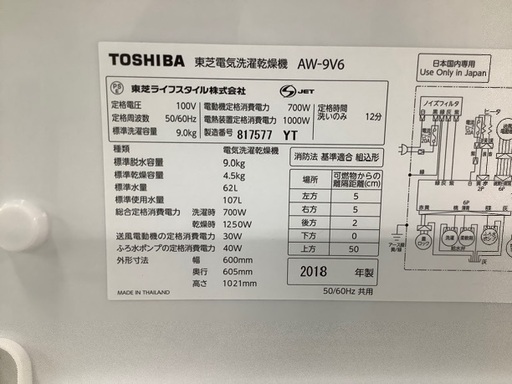 TOSHIBA 東芝電気洗濯乾燥機 AW-9V6
日本国内専用
Use Only in Japan
PS E 東芝ライフスタイル株式会社 S JET
定格電圧 100V 電動機定格消費電力 700W 定格時間
定格周波数 50/60Hz 電熱装置定格消費電力 1000W 洗いのみ 12分
標準洗濯容量 9.0kg 製造番号 817577 YT
種類 電気洗濯乾燥機
標準脱水容量 9.0kg
標準乾燥容量 4.5kg
標準水量 62L
標準使用水量 107L
総合定格消費電力 洗濯時 700W
乾燥時 1250W
送風電動機の定格消費電力 30W
ふろ水ポンプの定格消費電力 40W
外形寸法 幅 600mm
奥行 605mm
高さ 1021mm
MADE IN THAILAND
消防法 基準適合 組込形
場所 可燃物からの離隔距離(cm)
左方 5
右方 5
後方 2
下方 0
上方 50
2018 年製
50/60Hz 共用
ノイズフィルタ
ヒータ